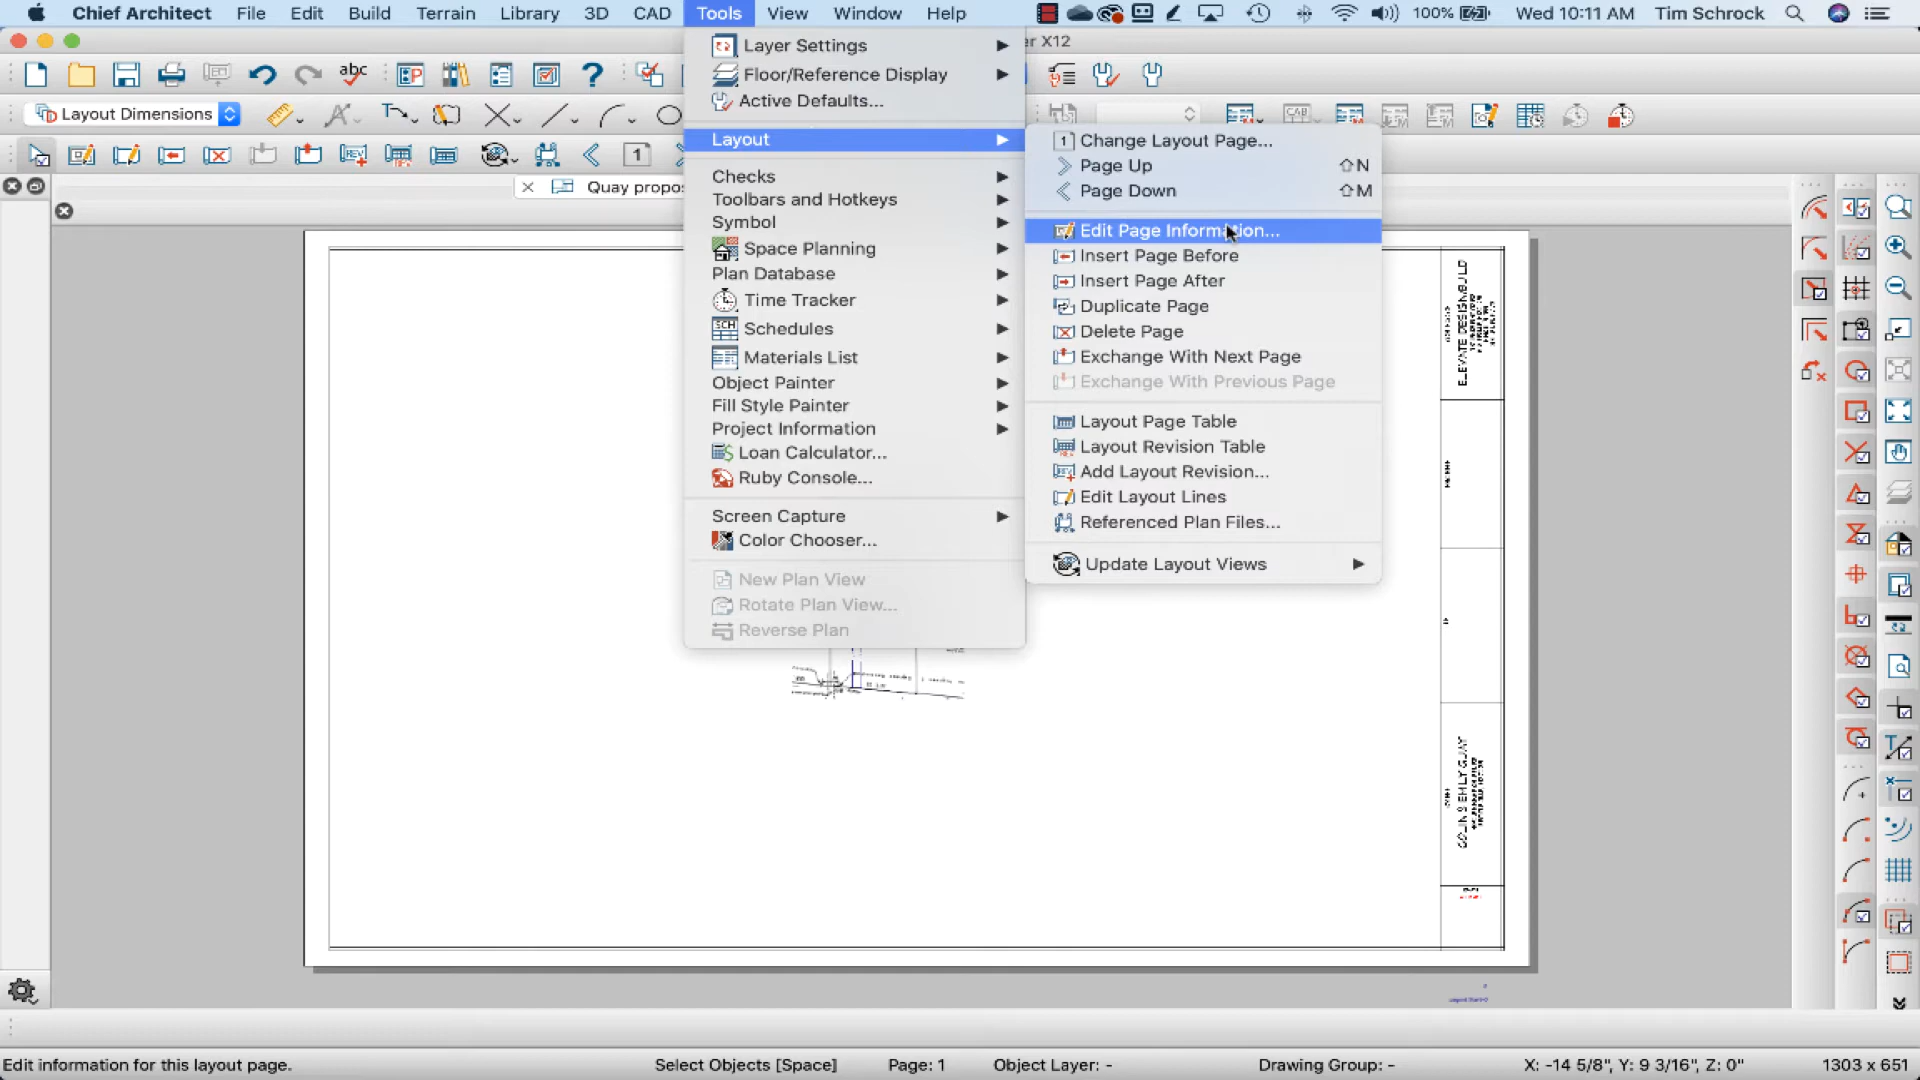 Chief Architect File Edit Build Terrain Library 3D CAD Tools View Window Help 100% Wed 10:11 AM Tim Schrock
er X12
abc
Layout Dimensions
Quay propos
Layer Settings
Floor/Reference Display
Active Defaults...
Layout
Checks
Toolbars and Hotkeys
Symbol
Space Planning
Plan Database
Time Tracker
Schedules
Materials List
Object Painter
Fill Style Painter
Project Information
Loan Calculator...
Ruby Console...
Screen Capture
Color Chooser...
New Plan View
Rotate Plan View...
Reverse Plan
Change Layout Page...
Page Up ⇧N
Page Down ⇧M
Edit Page Information...
Insert Page Before
Insert Page After
Duplicate Page
Delete Page
Exchange With Next Page
Exchange With Previous Page
Layout Page Table
Layout Revision Table
Add Layout Revision...
Edit Layout Lines
Referenced Plan Files...
Update Layout Views
ELEVATE DESIGN/BUILD
Edit information for this layout page. Select Objects [Space] Page: 1 Object Layer: - Drawing Group: - X: -14 5/8", Y: 9 3/16", Z: 0" 1303 x 651